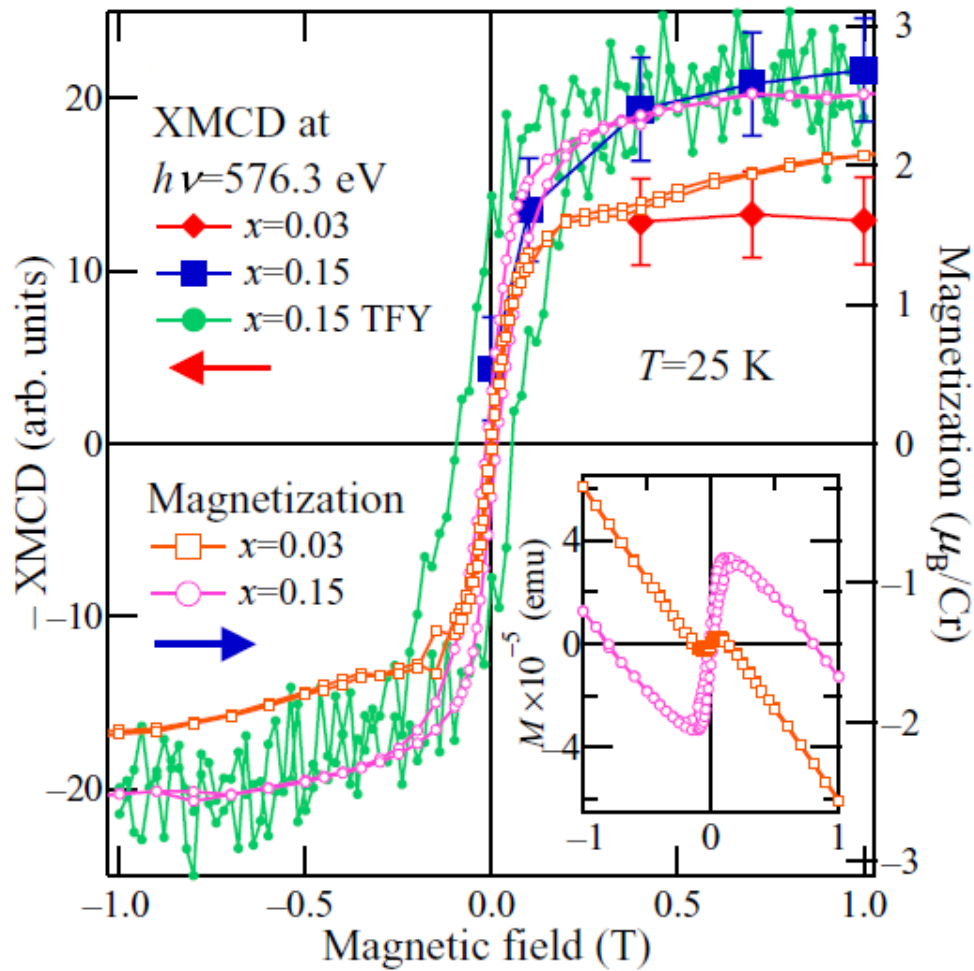 XMCD at
hν=576.3 eV
x=0.03
x=0.15
x=0.15 TFY
T=25 K
Magnetization
x=0.03
x=0.15
20
10
0
−10
−20
− XMCD (arb. units)
3
2
1
0
−1
−2
−3
Magnetization (μB/Cr)
−1.0
−0.5
0.0
0.5
1.0
Magnetic field (T)
4
0
−4
M×10−5 (emu)
−1
0
1